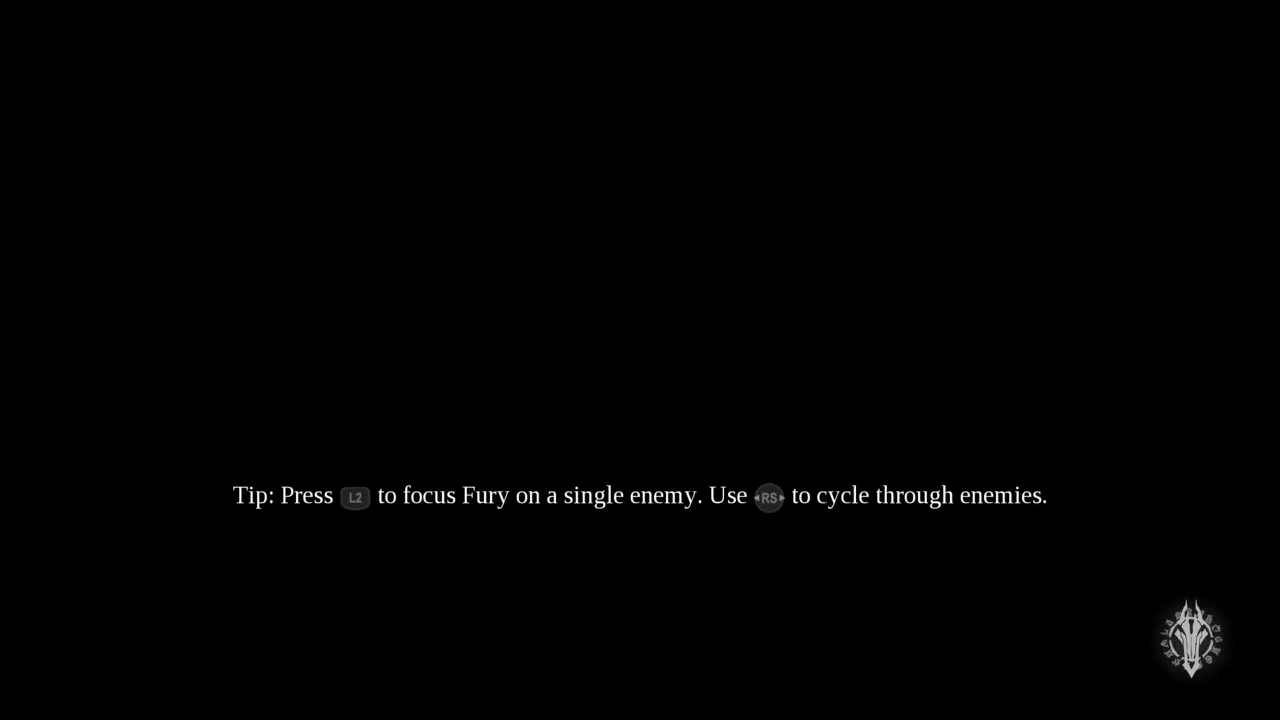 Tip: Press L2 to focus Fury on a single enemy. Use RS to cycle through enemies.